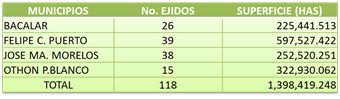 MUNICIPIOS No. EJIDOS SUPERFICIE (HAS)
BACALAR 26 225,441.513
FELIPE C. PUERTO 39 597,527.422
JOSE MA. MORELOS 38 252,520.251
OTHON P.BLANCO 15 322,930.062
TOTAL 118 1,398,419.248